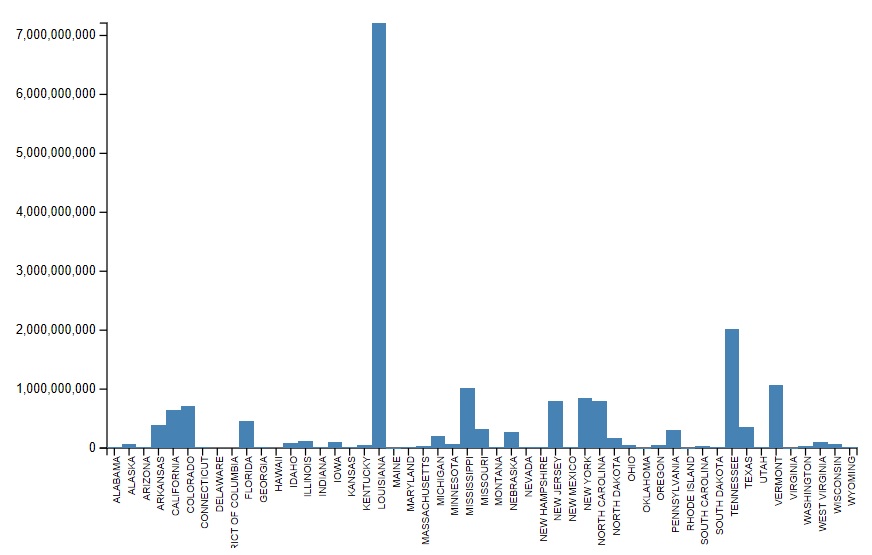 7,000,000,000
6,000,000,000
5,000,000,000
4,000,000,000
3,000,000,000
2,000,000,000
1,000,000,000
0
ALABAMA
ALASKA
ARIZONA
ARKANSAS
CALIFORNIA
COLORADO
CONNECTICUT
DELAWARE
RICT OF COLUMBIA
FLORIDA
GEORGIA
HAWAII
IDAHO
ILLINOIS
INDIANA
IOWA
KANSAS
KENTUCKY
LOUISIANA
MAINE
MARYLAND
MASSACHUSETTS
MICHIGAN
MINNESOTA
MISSISSIPPI
MISSOURI
MONTANA
NEBRASKA
NEVADA
NEW HAMPSHIRE
NEW JERSEY
NEW MEXICO
NEW YORK
NORTH CAROLINA
NORTH DAKOTA
OHIO
OKLAHOMA
OREGON
PENNSYLVANIA
RHODE ISLAND
SOUTH CAROLINA
SOUTH DAKOTA
TENNESSEE
TEXAS
UTAH
VERMONT
VIRGINIA
WASHINGTON
WEST VIRGINIA
WISCONSIN
WYOMING